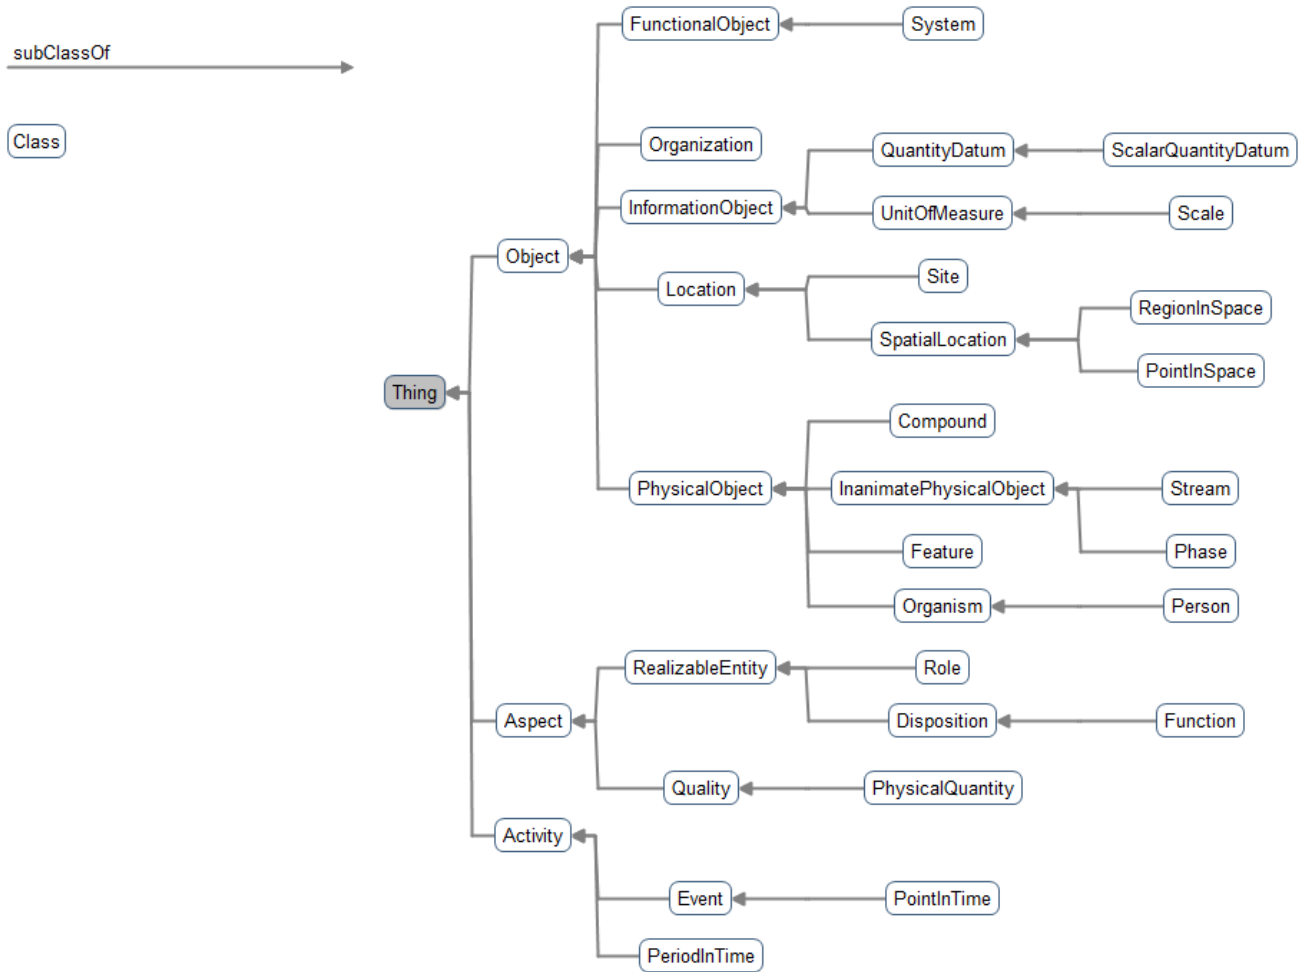 FunctionalObject
System
subClassOf
Class
Organization
QuantityDatum
ScalarQuantityDatum
InformationObject
UnitOfMeasure
Scale
Object
Location
Site
RegionInSpace
SpatialLocation
PointInSpace
Thing
Compound
PhysicalObject
InanimatePhysicalObject
Stream
Feature
Phase
Organism
Person
RealizableEntity
Role
Aspect
Disposition
Function
Quality
PhysicalQuantity
Activity
Event
PointInTime
PeriodInTime